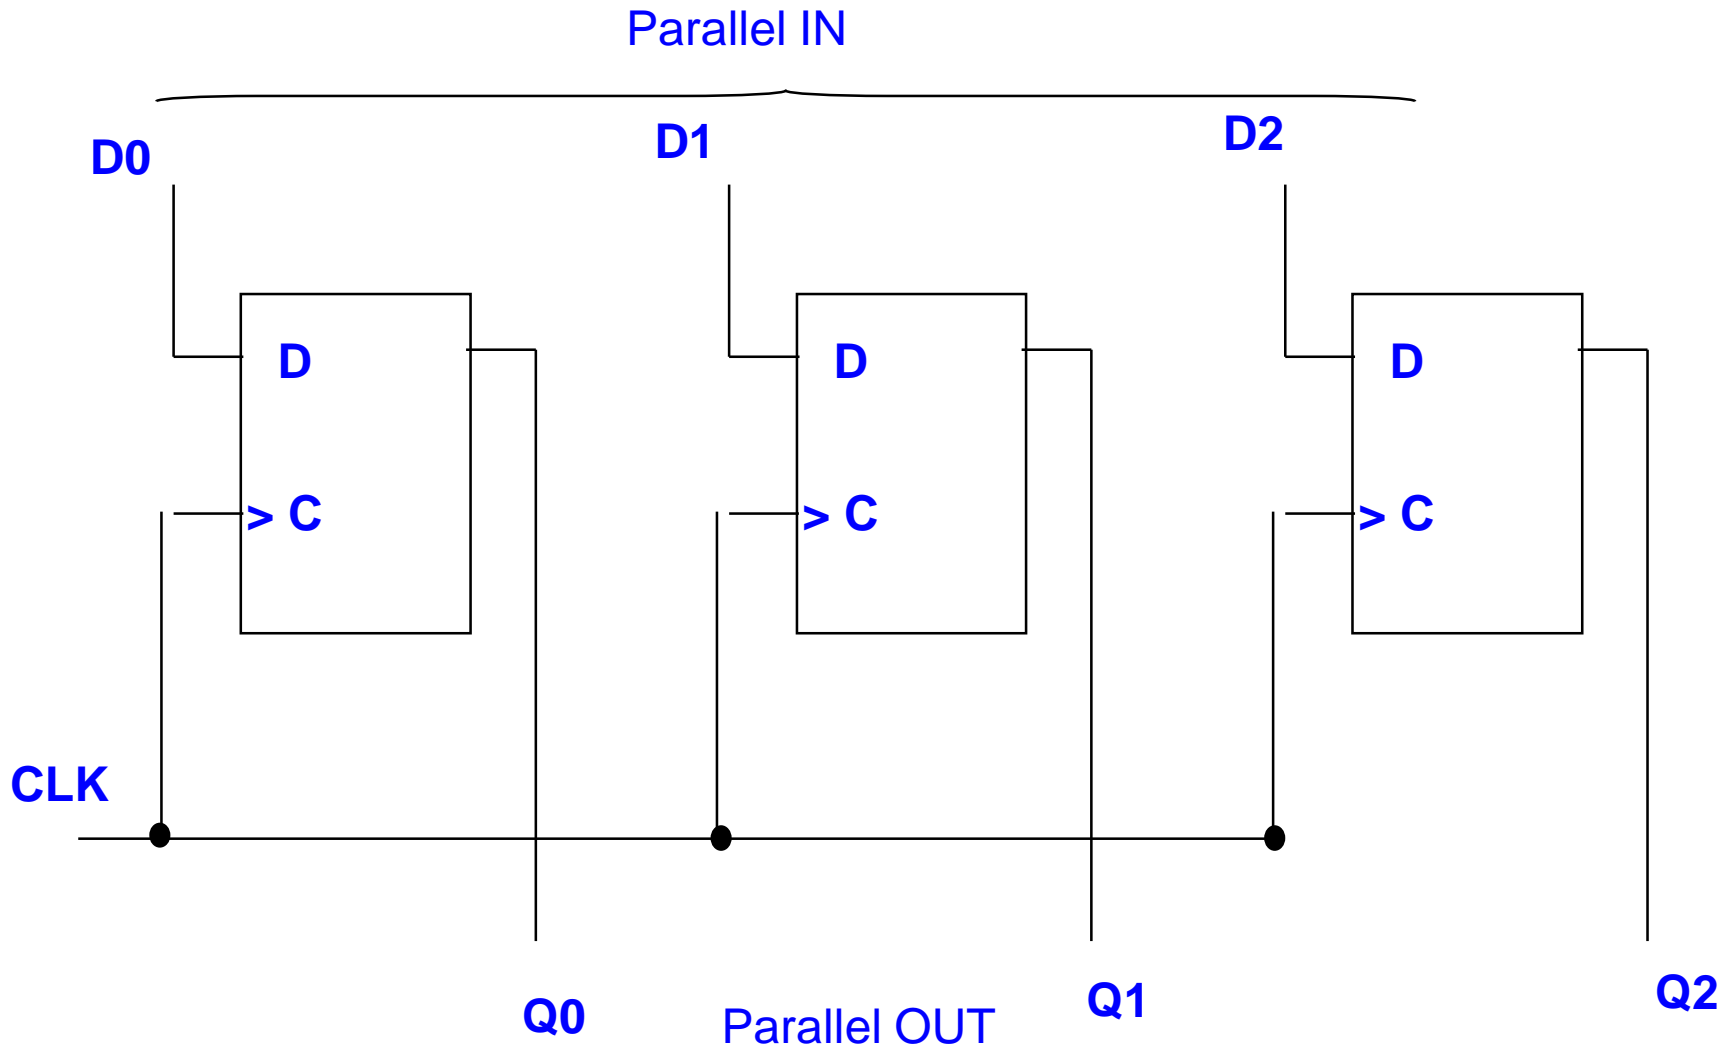 Parallel IN
D0
D1
D2
D
D
D
> C
> C
> C
CLK
Q0
Parallel OUT
Q1
Q2